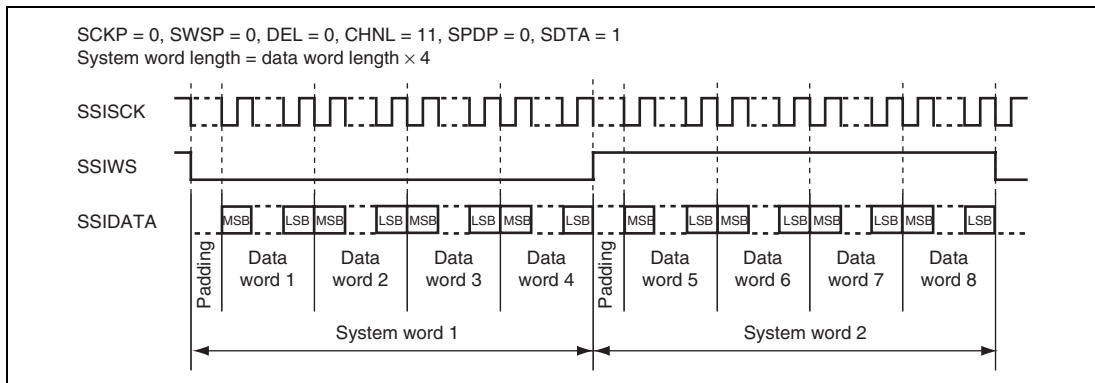 SCKP = 0, SWSP = 0, DEL = 0, CHNL = 11, SPDP = 0, SDTA = 1
System word length = data word length × 4
SSISCK
SSIWS
SSIDATA
MSB LSB MSB LSB MSB LSB MSB LSB MSB LSB MSB LSB MSB LSB MSB LSB
Padding
Data word 1
Data word 2
Data word 3
Data word 4
Padding
Data word 5
Data word 6
Data word 7
Data word 8
System word 1
System word 2